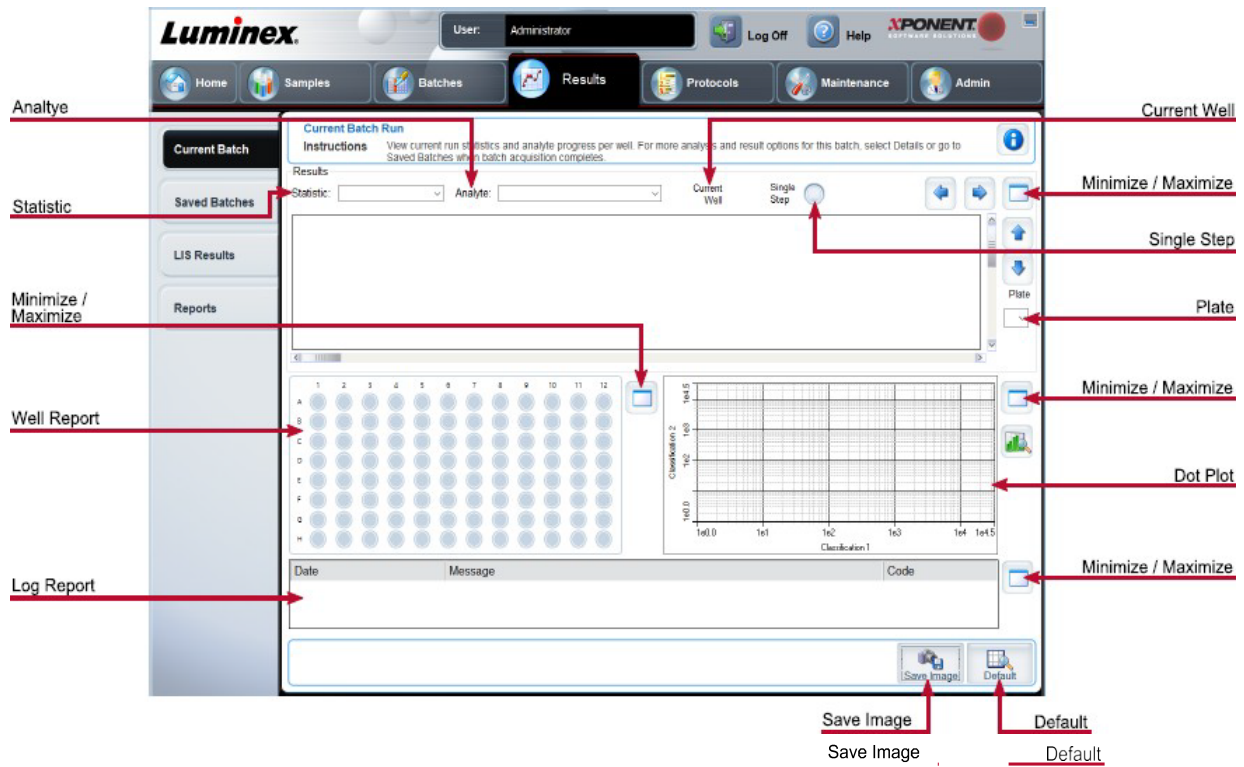 Luminex.
User: Administrator
Log Off
Help
XPONENT.
SOFTWARE SOLUTIONS
Home
Samples
Batches
Results
Protocols
Maintenance
Admin
Analtye
Current Well
Current Batch
Saved Batches
LIS Results
Reports
Current Batch Run
Instructions View current run statistics and analyte progress per well. For more analysis and result options for this batch, select Details or go to
Saved Batches when batch acquisition completes.
Results
Statistic: Analyte: Current
Well
Single
Step
Minimize / Maximize
Statistic
Single Step
Minimize /
Maximize
Plate
Plate
1 2 3 4 5 6 7 8 9 10 11 12
A
B
C
D
E
F
G
H
Minimize / Maximize
Well Report
1e4.5
1e3
1e2
1e0.0
Classification 2
1e0.0 1e1 1e2 1e3 1e4 1e4.5
Classification 1
Dot Plot
Date Message Code
Minimize / Maximize
Log Report
Save Image
Default
Save Image
Default
Save Image
Default